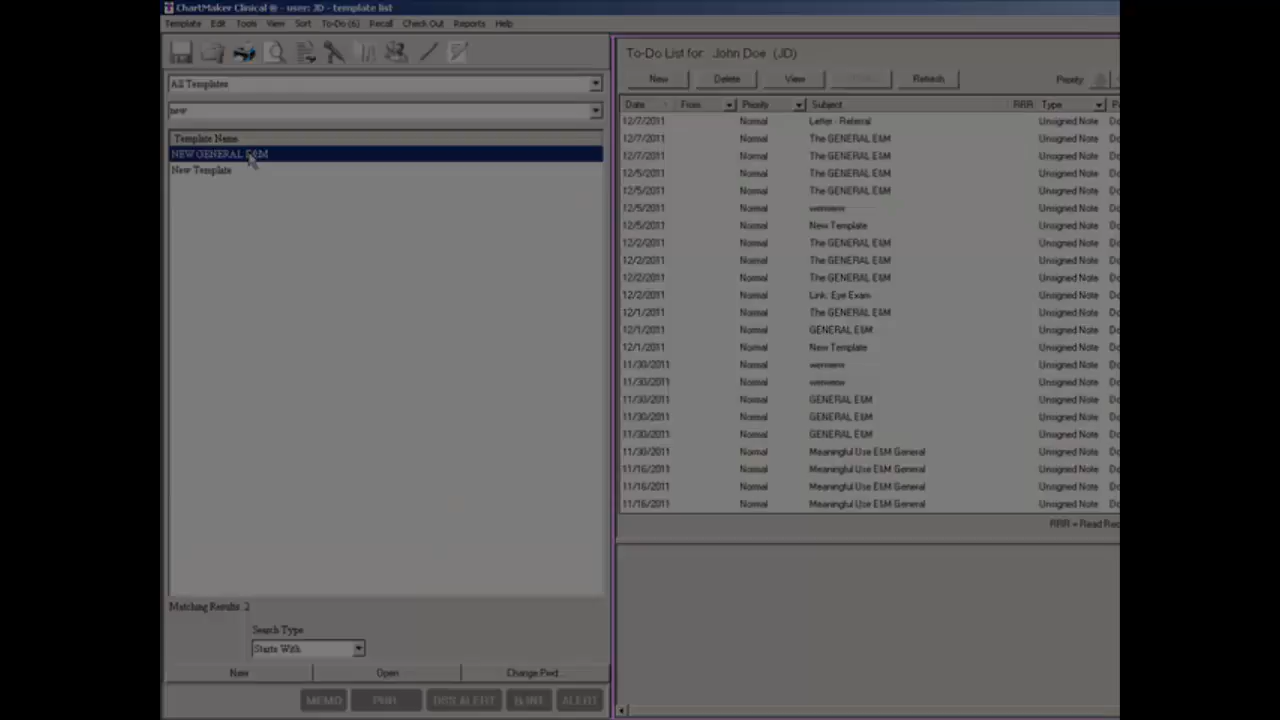 ChartMaker Clinical ® - user: JD - template list
Template Edit Tools View Sort To-Do (6) Recall Check Out Reports Help
All Templates
new
Template Name
NEW GENERAL E&M
New Template
Matching Results: 2
Search Type
Starts With
New Open Change Pwd...
MEMO
ALERT
To-Do List for: John Doe (JD)
New Delete View Refresh Priority
Date From Priority Subject RRR Type
12/7/2011 Normal Letter - Referral Unsigned Note
12/7/2011 Normal The GENERAL E&M Unsigned Note
12/7/2011 Normal The GENERAL E&M Unsigned Note
12/5/2011 Normal The GENERAL E&M Unsigned Note
12/5/2011 Normal The GENERAL E&M Unsigned Note
12/5/2011 Normal Unsigned Note
12/5/2011 Normal New Template Unsigned Note
12/2/2011 Normal The GENERAL E&M Unsigned Note
12/2/2011 Normal The GENERAL E&M Unsigned Note
12/2/2011 Normal The GENERAL E&M Unsigned Note
12/2/2011 Normal Link: Eye Exam Unsigned Note
12/1/2011 Normal The GENERAL E&M Unsigned Note
12/1/2011 Normal GENERAL E&M Unsigned Note
12/1/2011 Normal New Template Unsigned Note
11/30/2011 Normal Unsigned Note
11/30/2011 Normal Unsigned Note
11/30/2011 Normal GENERAL E&M Unsigned Note
11/30/2011 Normal GENERAL E&M Unsigned Note
11/30/2011 Normal GENERAL E&M Unsigned Note
11/30/2011 Normal Meaningful Use E&M General Unsigned Note
11/16/2011 Normal Meaningful Use E&M General Unsigned Note
11/16/2011 Normal Meaningful Use E&M General Unsigned Note
11/16/2011 Normal Meaningful Use E&M General Unsigned Note
RRR = Read Rec